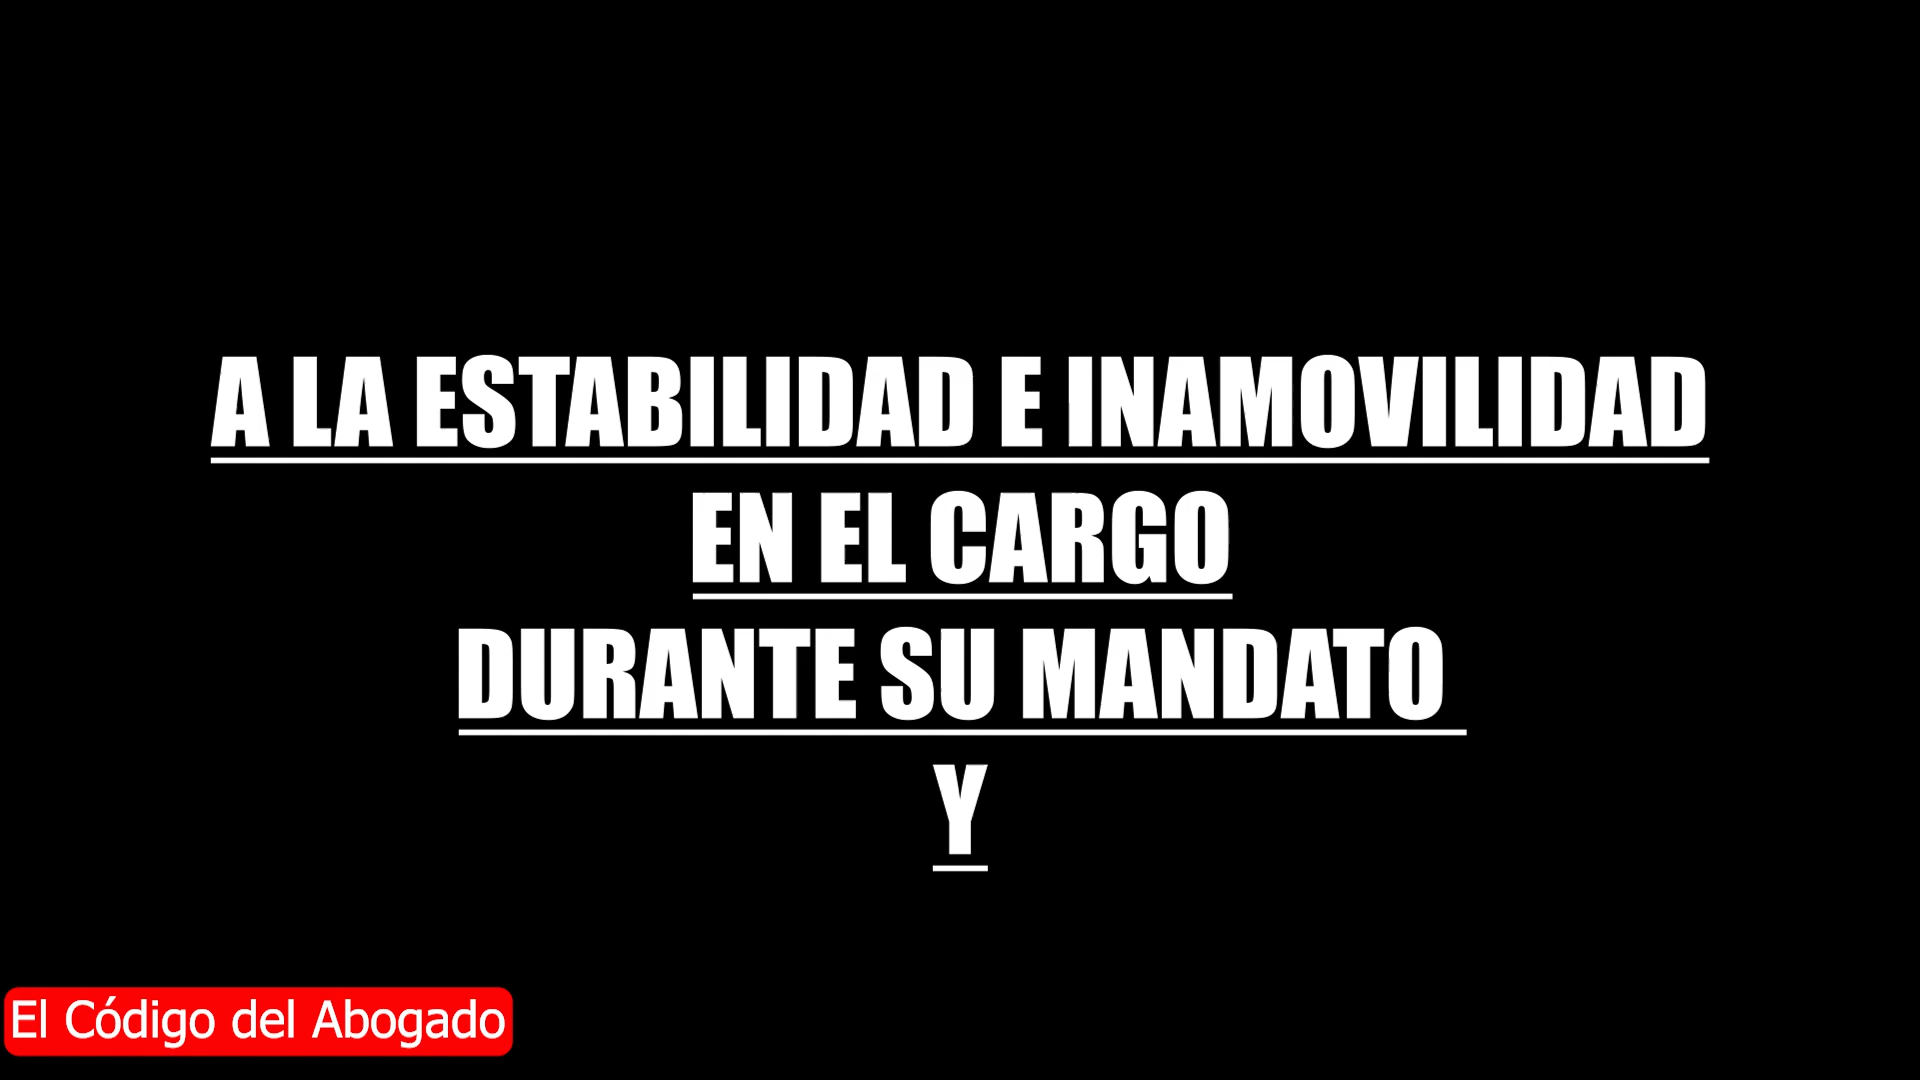 A LA ESTABILIDAD E INAMOVILIDAD
EN EL CARGO
DURANTE SU MANDATO
Y
El Código del Abogado